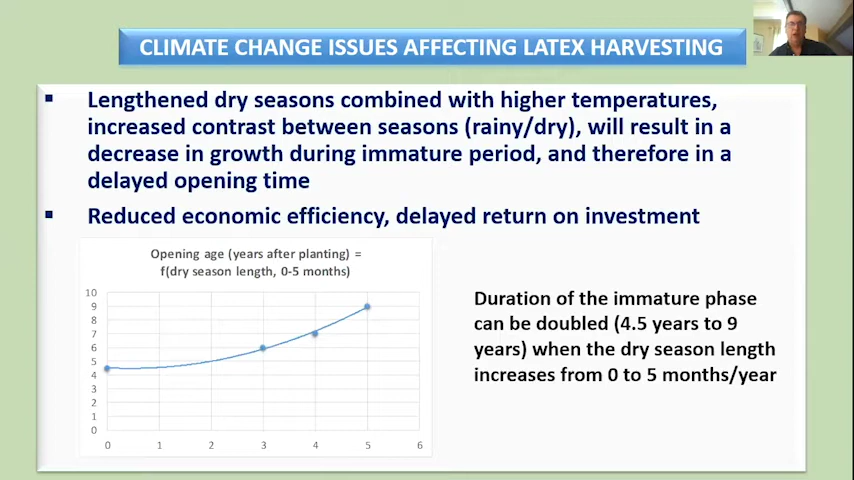 CLIMATE CHANGE ISSUES AFFECTING LATEX HARVESTING
Lengthened dry seasons combined with higher temperatures,
increased contrast between seasons (rainy/dry), will result in a
decrease in growth during immature period, and therefore in a
delayed opening time
Reduced economic efficiency, delayed return on investment
Opening age (years after planting) =
f(dry season length, 0-5 months)
10
9
8
7
6
5
4
3
2
1
0
0 1 2 3 4 5 6
Duration of the immature phase
can be doubled (4.5 years to 9
years) when the dry season length
increases from 0 to 5 months/year